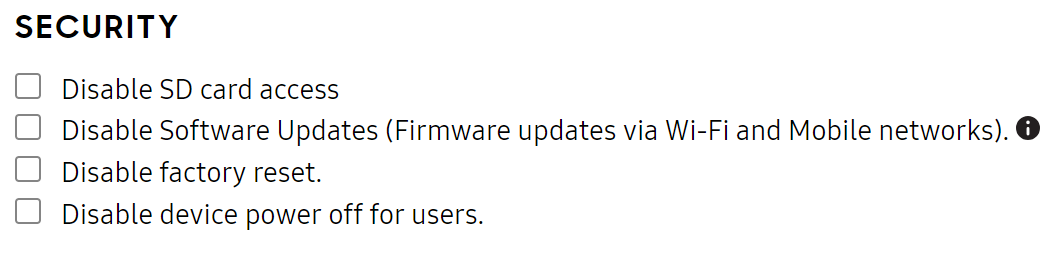 SECURITY
Disable SD card access
Disable Software Updates (Firmware updates via Wi-Fi and Mobile networks).
Disable factory reset.
Disable device power off for users.